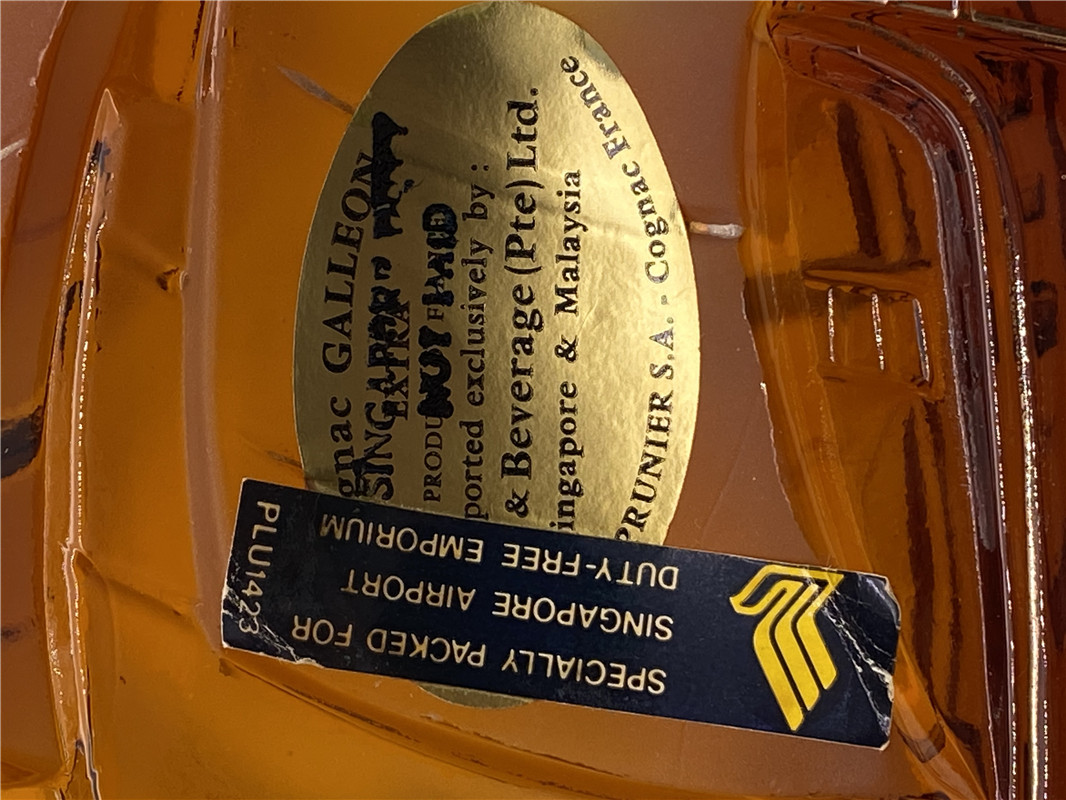 gnac GALLEON
EXTRA
SINGAPORE
NOT
PRODU
ported exclusively by :
& Beverage (Pte) Ltd.
ingapore & Malaysia
PRUNIER S.A. - Cognac France
SPECIALLY PACKED FOR
SINGAPORE AIRPORT
DUTY-FREE EMPORIUM
PLU1423